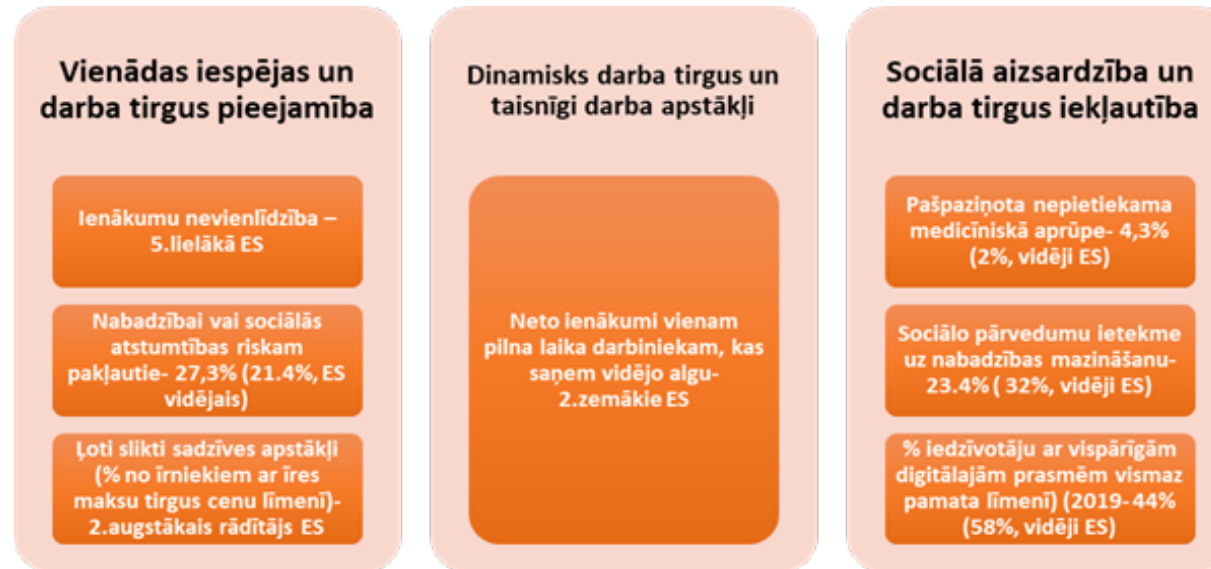 Vienādas iespējas un
darba tirgus pieejamība
Ienākumu nevienlīdzība –
5.lielākā ES
Nabadzībai vai sociālās
atstumtības riskam
pakļautie- 27,3% (21.4%, ES
vidējais)
Ļoti slikti sadzīves apstākļi
(% no īrniekiem ar īres
maksu tirgus cenu līmenī)-
2.augstākais rādītājs ES
Dinamisks darba tirgus un
taisnīgi darba apstākļi
Neto ienākumi vienam
pilna laika darbiniekam, kas
saņem vidējo algu-
2.zemākie ES
Sociālā aizsardzība un
darba tirgus iekļautība
Pašpaziņota nepietiekama
medicīniskā aprūpe- 4,3%
(2%, vidēji ES)
Sociālo pārvedumu ietekme
uz nabadzības mazināšanu-
23.4% ( 32%, vidēji ES)
% iedzīvotāju ar vispārīgām
digitālajām prasmēm vismaz
pamata līmenī) (2019- 44%
(58%, vidēji ES)